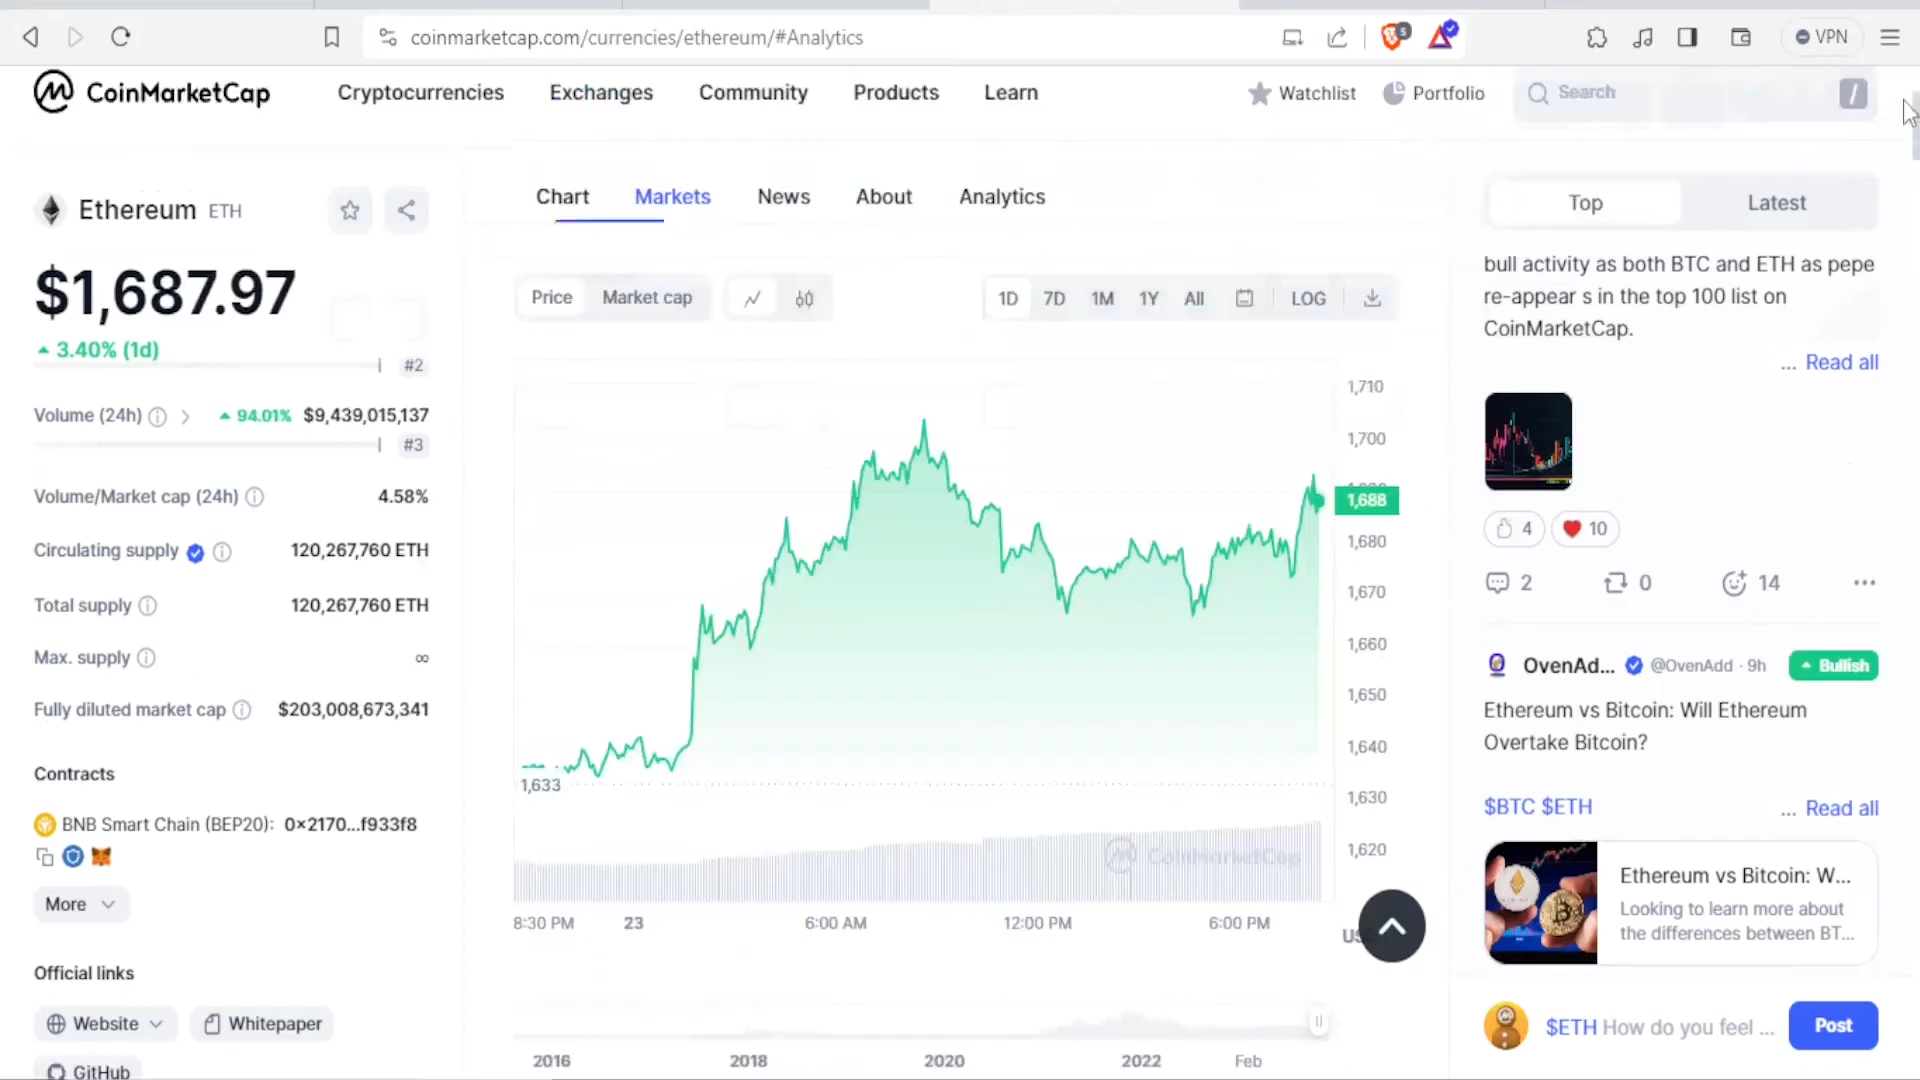 coinmarketcap.com/currencies/ethereum/#Analytics
5
VPN
CoinMarketCap
Cryptocurrencies
Exchanges
Community
Products
Learn
Watchlist
Portfolio
Search
/
Ethereum ETH
$1,687.97
3.40% (1d)
#2
Volume (24h)
94.01% $9,439,015,137
#3
Volume/Market cap (24h)
4.58%
Circulating supply
120,267,760 ETH
Total supply
120,267,760 ETH
Max. supply
∞
Fully diluted market cap
$203,008,673,341
Contracts
BNB Smart Chain (BEP20): 0x2170...f933f8
More
Official links
Website
Whitepaper
GitHub
Chart
Markets
News
About
Analytics
Price
Market cap
1D
7D
1M
1Y
All
LOG
1,710
1,700
1,688
1,680
1,670
1,660
1,650
1,640
1,630
1,620
1,633
CoinMarketCap
8:30 PM
23
6:00 AM
12:00 PM
6:00 PM
2016
2018
2020
2022
Feb
Top
Latest
bull activity as both BTC and ETH as pepe
re-appear s in the top 100 list on
CoinMarketCap.
... Read all
4
10
2
0
14
OvenAd... @OvenAdd · 9h
Bullish
Ethereum vs Bitcoin: Will Ethereum
Overtake Bitcoin?
$BTC $ETH
... Read all
Ethereum vs Bitcoin: W...
Looking to learn more about
the differences between BT...
$ETH How do you feel ...
Post